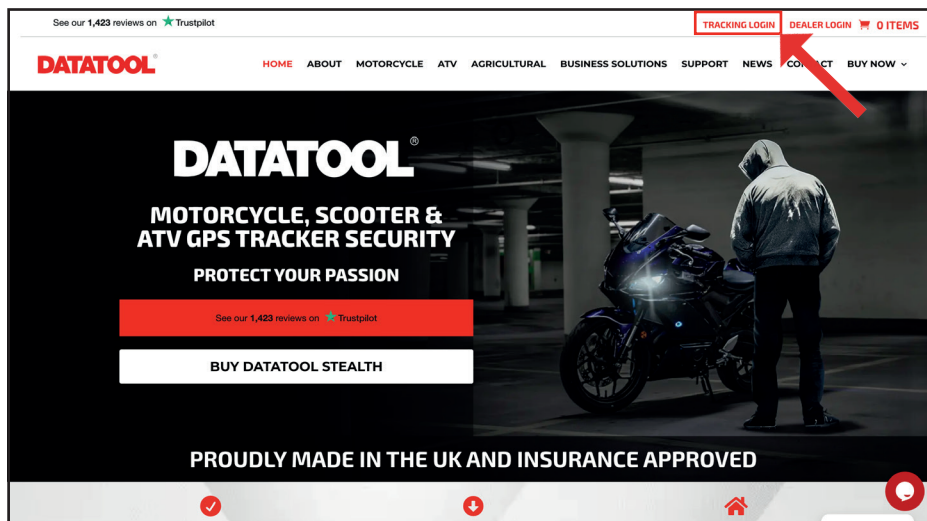 See our 1,423 reviews on ★ Trustpilot
TRACKING LOGIN DEALER LOGIN 0 ITEMS
DATATOOL®
HOME ABOUT MOTORCYCLE ATV AGRICULTURAL BUSINESS SOLUTIONS SUPPORT NEWS CONTACT BUY NOW
DATATOOL®
MOTORCYCLE, SCOOTER &
ATV GPS TRACKER SECURITY
PROTECT YOUR PASSION
See our 1,423 reviews on ★ Trustpilot
BUY DATATOOL STEALTH
PROUDLY MADE IN THE UK AND INSURANCE APPROVED